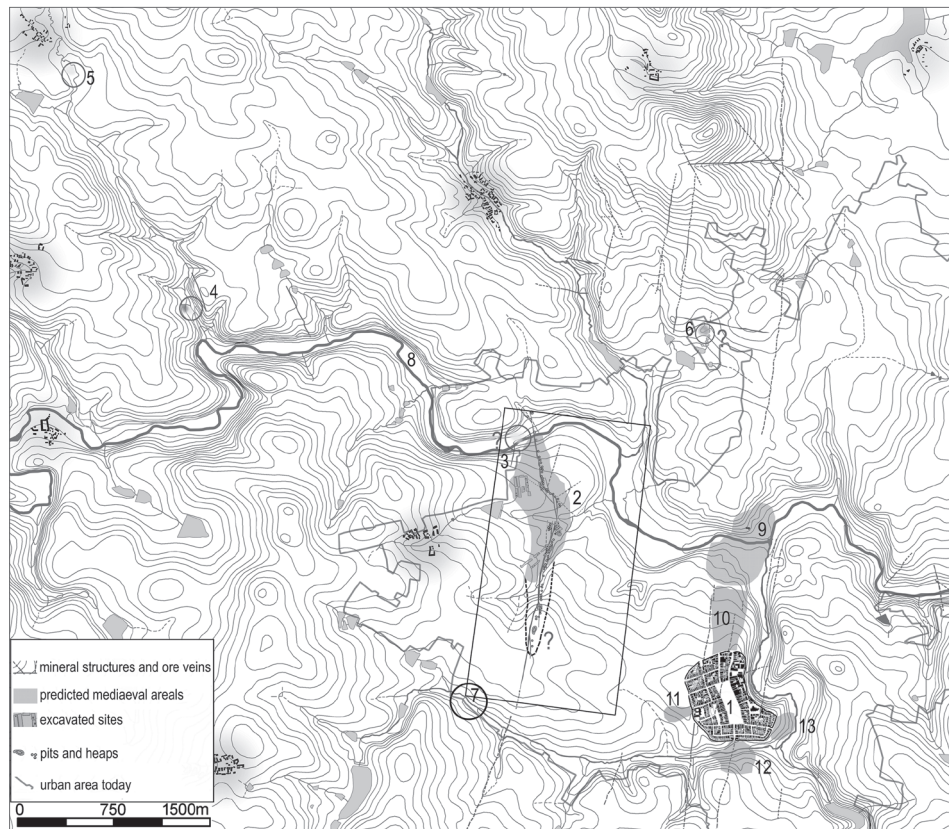 5
4
6
?
8
?
3
2
9
10
?
7
11
1
13
12
mineral structures and ore veins
predicted mediaeval areals
excavated sites
pits and heaps
urban area today
0 750 1500m